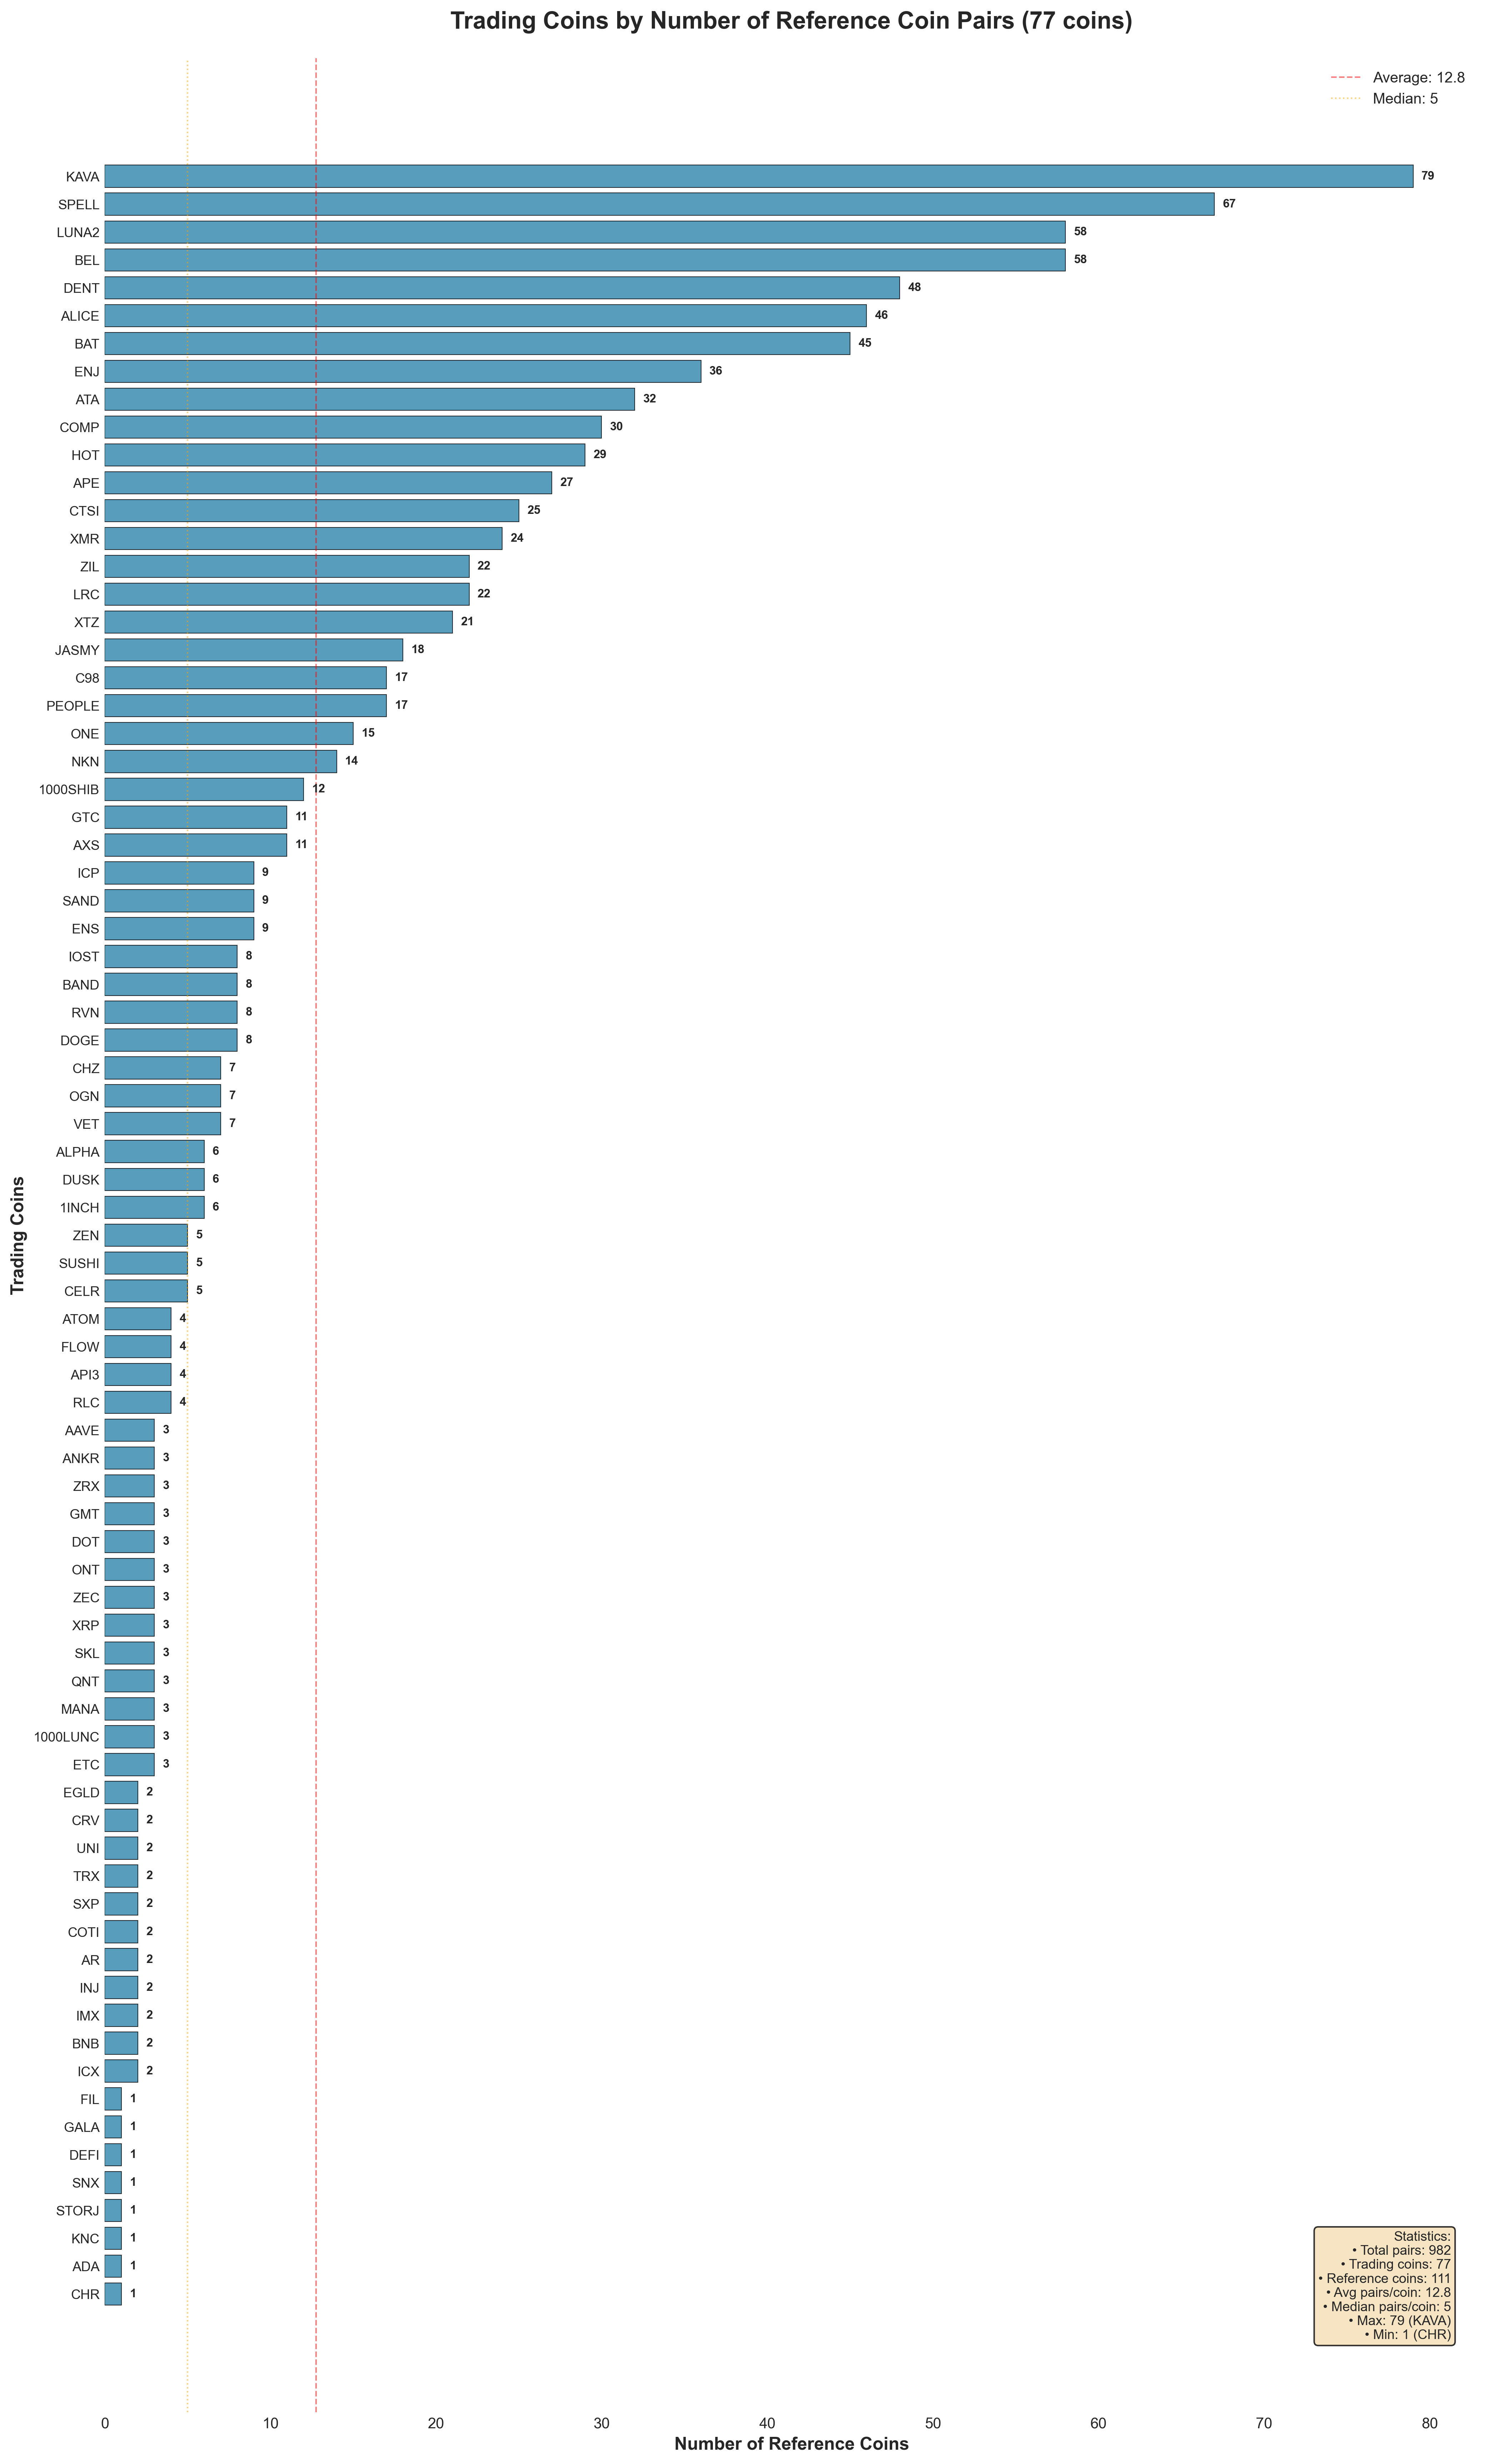 Trading Coins by Number of Reference Coin Pairs (77 coins)
Average: 12.8
Median: 5
KAVA 79
SPELL 67
LUNA2 58
BEL 58
DENT 48
ALICE 46
BAT 45
ENJ 36
ATA 32
COMP 30
HOT 29
APE 27
CTSI 25
XMR 24
ZIL 22
LRC 22
XTZ 21
JASMY 18
C98 17
PEOPLE 17
ONE 15
NKN 14
1000SHIB 12
GTC 11
AXS 11
ICP 9
SAND 9
ENS 9
IOST 8
BAND 8
RVN 8
DOGE 8
CHZ 7
OGN 7
VET 7
ALPHA 6
DUSK 6
1INCH 6
ZEN 5
SUSHI 5
CELR 5
ATOM 4
FLOW 4
API3 4
RLC 4
AAVE 3
ANKR 3
ZRX 3
GMT 3
DOT 3
ONT 3
ZEC 3
XRP 3
SKL 3
QNT 3
MANA 3
1000LUNC 3
ETC 3
EGLD 2
CRV 2
UNI 2
TRX 2
SXP 2
COTI 2
AR 2
INJ 2
IMX 2
BNB 2
ICX 2
FIL 1
GALA 1
DEFI 1
SNX 1
STORJ 1
KNC 1
ADA 1
CHR 1
Trading Coins
Statistics:
• Total pairs: 982
• Trading coins: 77
• Reference coins: 111
• Avg pairs/coin: 12.8
• Median pairs/coin: 5
• Max: 79 (KAVA)
• Min: 1 (CHR)
0 10 20 30 40 50 60 70 80
Number of Reference Coins